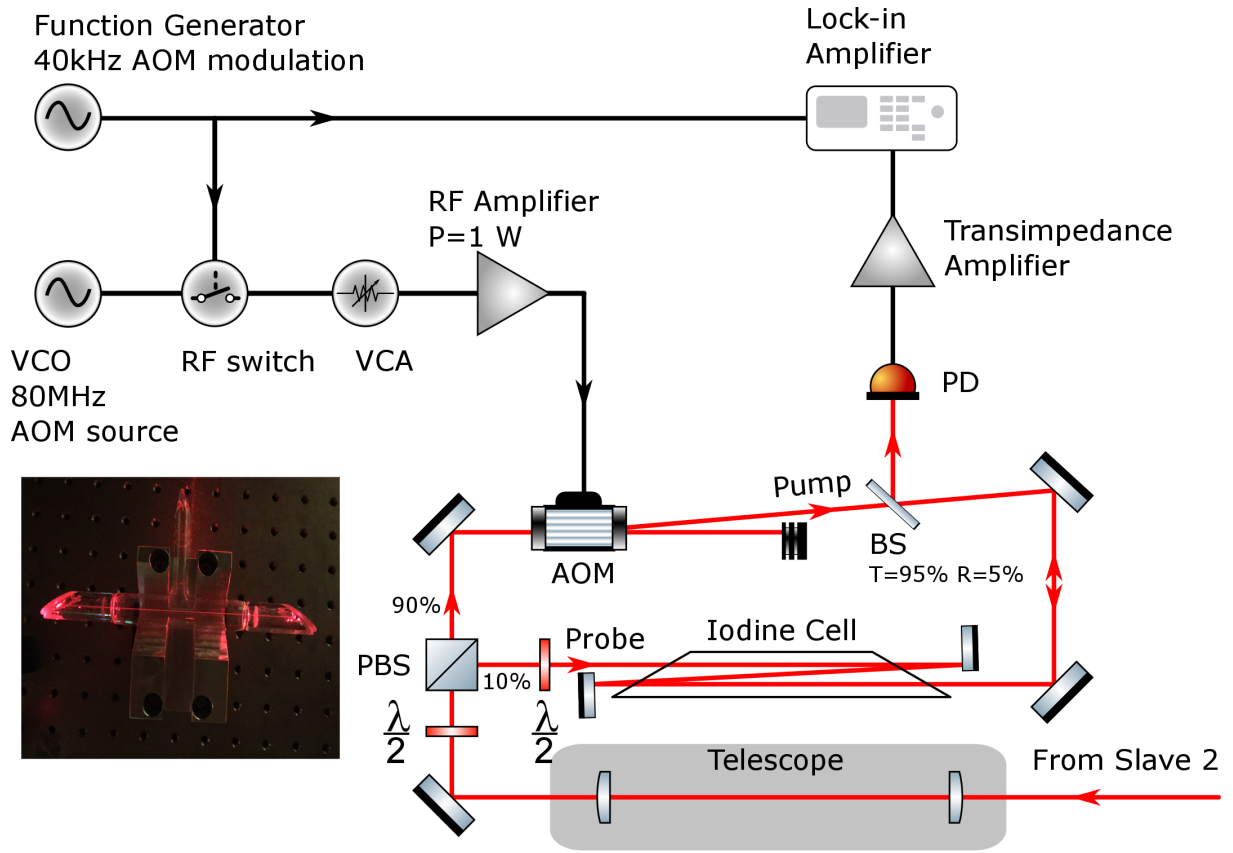 Function Generator
40kHz AOM modulation
Lock-in
Amplifier
RF Amplifier
P=1 W
Transimpedance
Amplifier
VCO
80MHz
AOM source
RF switch
VCA
PD
Pump
BS
T=95% R=5%
AOM
90%
PBS
10%
Probe
Iodine Cell
λ
2
λ
2
Telescope
From Slave 2